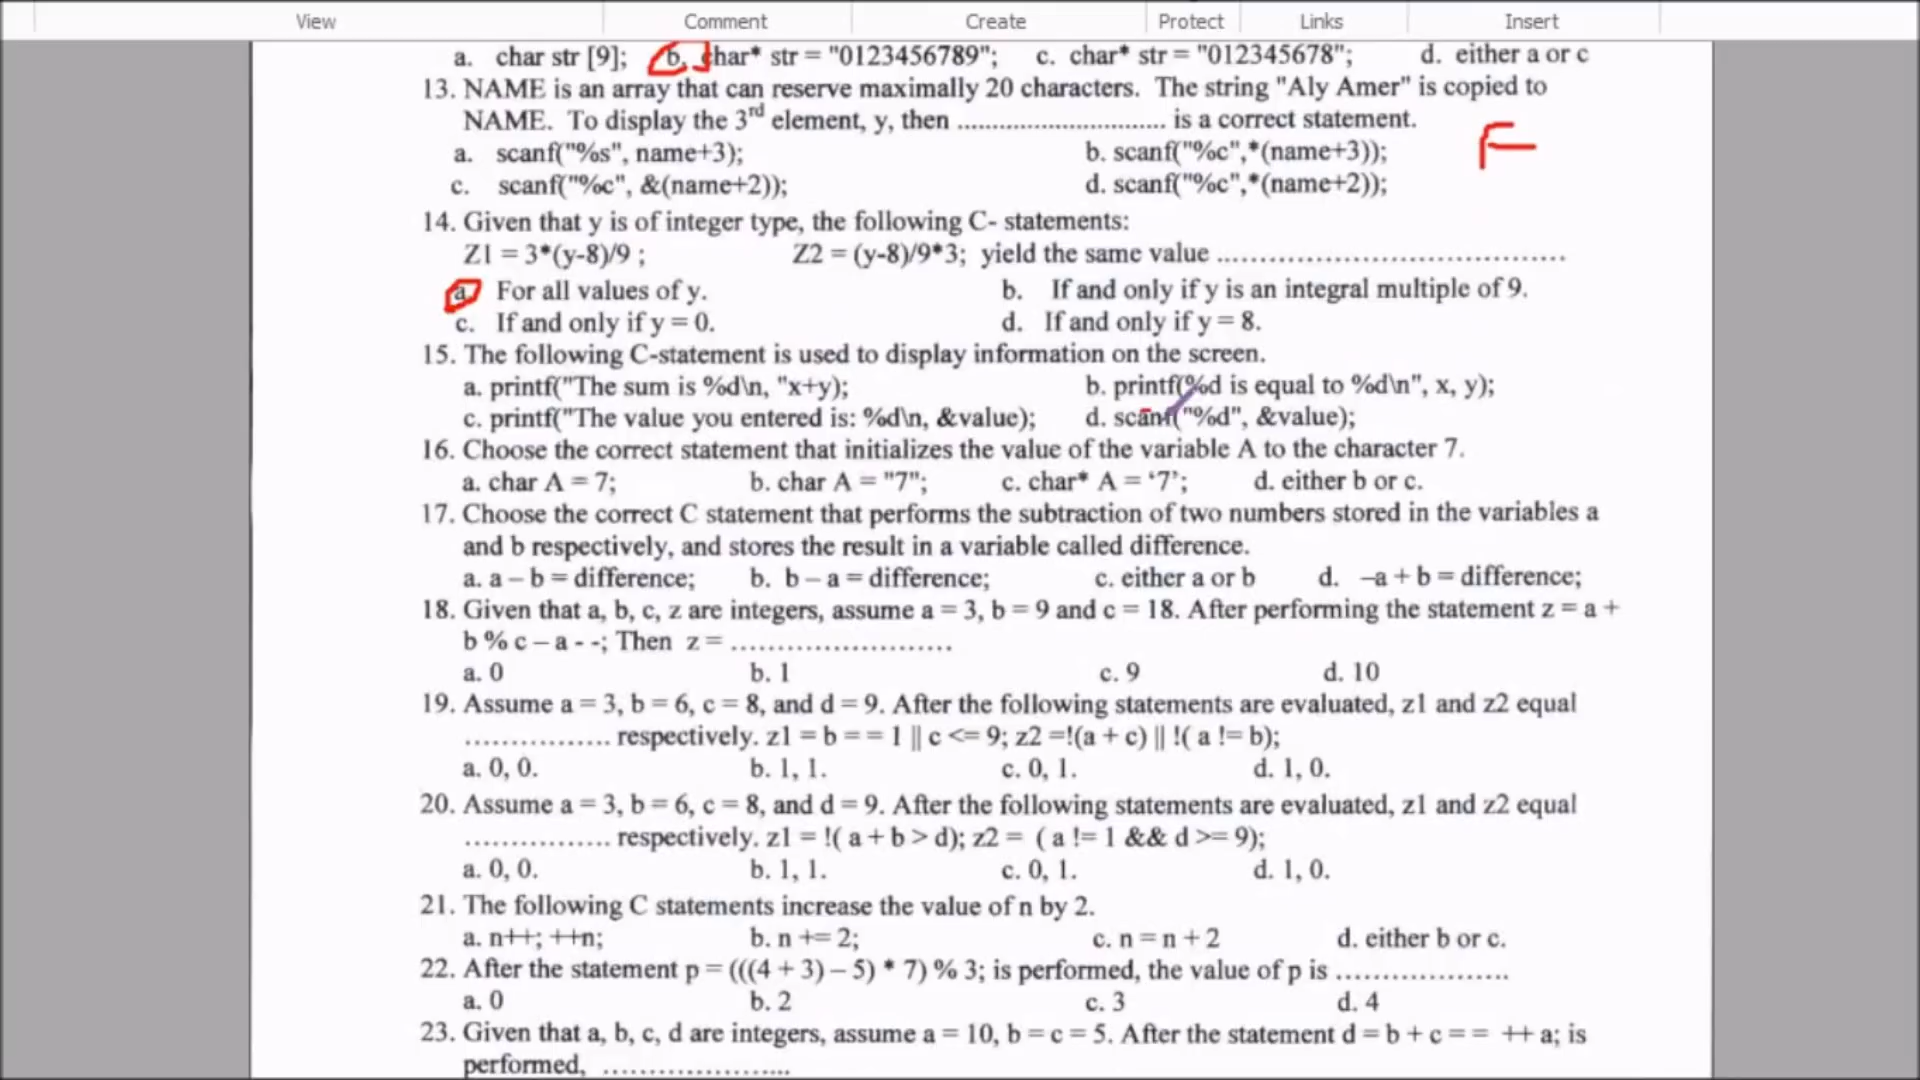 View Comment Create Protect Links Insert
a. char str [9]; b. char* str = "0123456789"; c. char* str = "012345678"; d. either a or c
13. NAME is an array that can reserve maximally 20 characters. The string "Aly Amer" is copied to
NAME. To display the 3rd element, y, then ............................ is a correct statement.
a. scanf("%s", name+3); b. scanf("%c",*(name+3));
F
c. scanf("%c", &(name+2)); d. scanf("%c",*(name+2));
14. Given that y is of integer type, the following C- statements:
Z1 = 3*(y-8)/9 ; Z2 = (y-8)/9*3; yield the same value .....................................
a. For all values of y. b. If and only if y is an integral multiple of 9.
c. If and only if y = 0. d. If and only if y = 8.
15. The following C-statement is used to display information on the screen.
a. printf("The sum is %d\n, "x+y); b. printf(%d is equal to %d\n", x, y);
c. printf("The value you entered is: %d\n, &value); d. scanf("%d", &value);
16. Choose the correct statement that initializes the value of the variable A to the character 7.
a. char A = 7; b. char A = "7"; c. char* A = ‘7’; d. either b or c.
17. Choose the correct C statement that performs the subtraction of two numbers stored in the variables a
and b respectively, and stores the result in a variable called difference.
a. a – b = difference; b. b – a = difference; c. either a or b d. –a + b = difference;
18. Given that a, b, c, z are integers, assume a = 3, b = 9 and c = 18. After performing the statement z = a +
b % c – a - -; Then z = ........................
a. 0 b. 1 c. 9 d. 10
19. Assume a = 3, b = 6, c = 8, and d = 9. After the following statements are evaluated, z1 and z2 equal
................ respectively. z1 = b = = 1 || c <= 9; z2 =!(a + c) || !( a != b);
a. 0, 0. b. 1, 1. c. 0, 1. d. 1, 0.
20. Assume a = 3, b = 6, c = 8, and d = 9. After the following statements are evaluated, z1 and z2 equal
................ respectively. z1 = !( a + b > d); z2 = ( a != 1 && d >= 9);
a. 0, 0. b. 1, 1. c. 0, 1. d. 1, 0.
21. The following C statements increase the value of n by 2.
a. n++; ++n; b. n += 2; c. n = n + 2 d. either b or c.
22. After the statement p = (((4 + 3) – 5) * 7) % 3; is performed, the value of p is ...................
a. 0 b. 2 c. 3 d. 4
23. Given that a, b, c, d are integers, assume a = 10, b = c = 5. After the statement d = b + c = = ++ a; is
performed, .....................